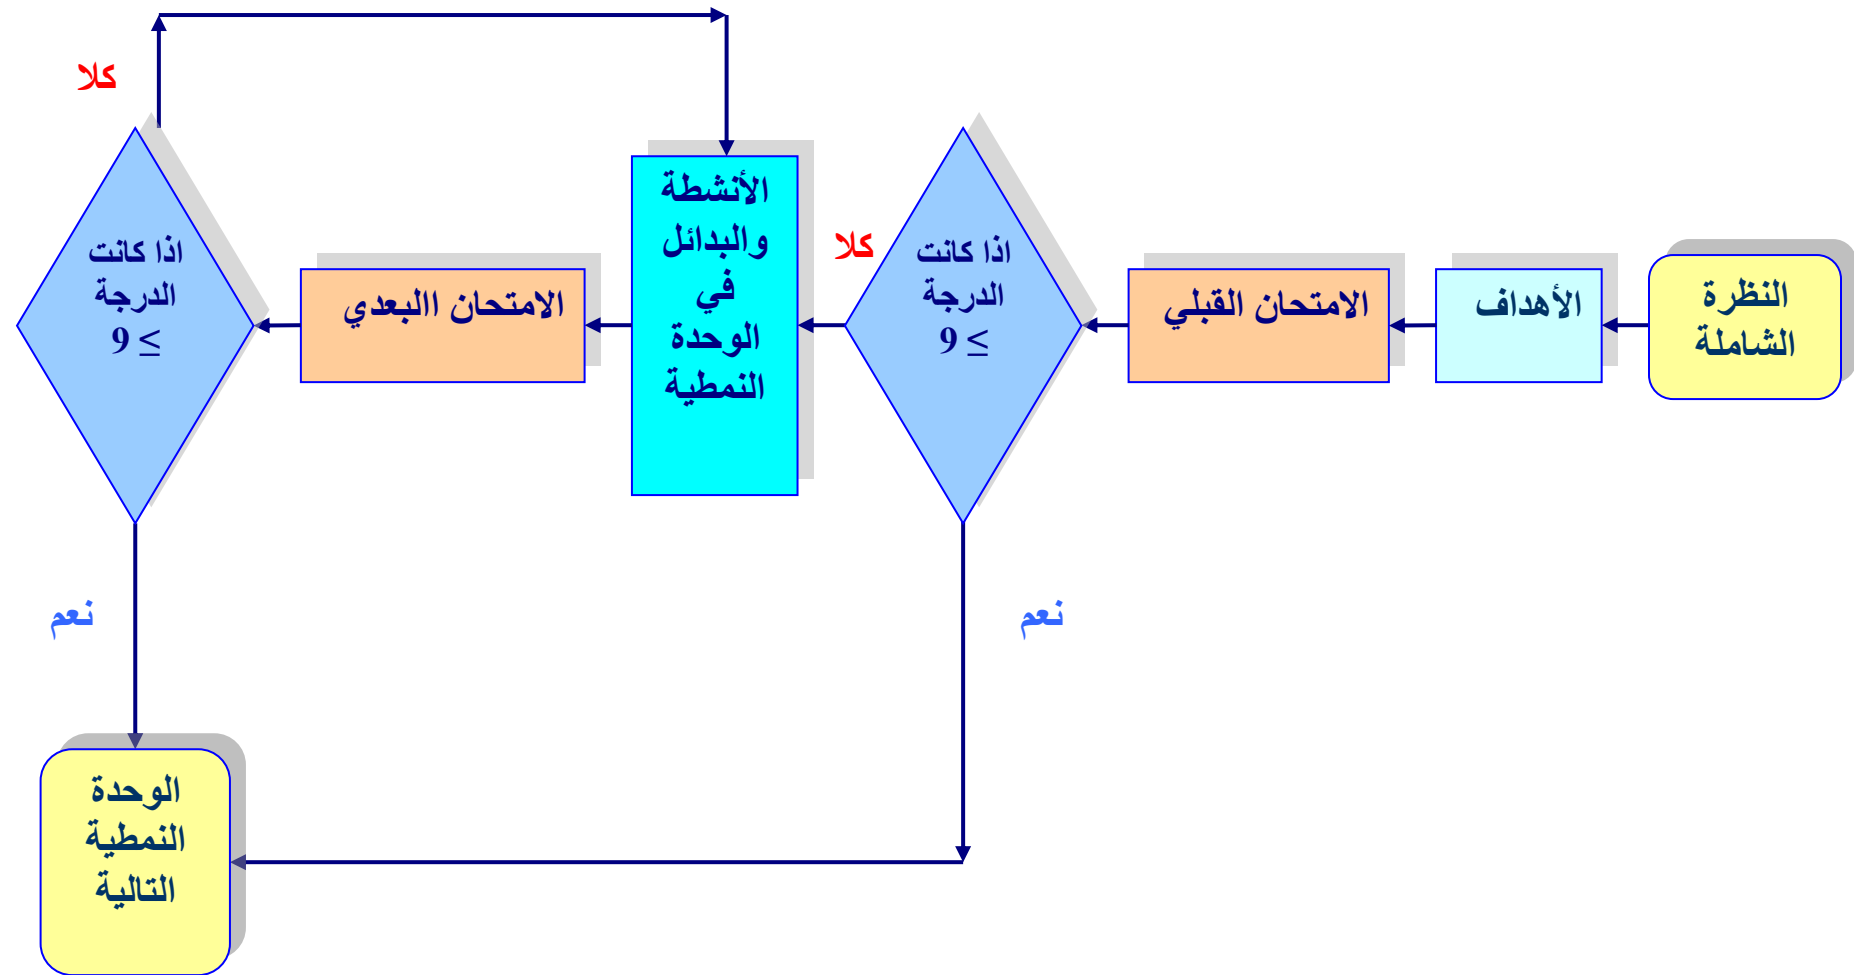 النظرة
الشاملة
الأهداف
الامتحان القبلي
اذا كانت
الدرجة
≥ 9
كلا
نعم
الأنشطة
والبدائل
في
الوحدة
النمطية
الامتحان االبعدي
اذا كانت
الدرجة
≥ 9
كلا
نعم
الوحدة
النمطية
التالية